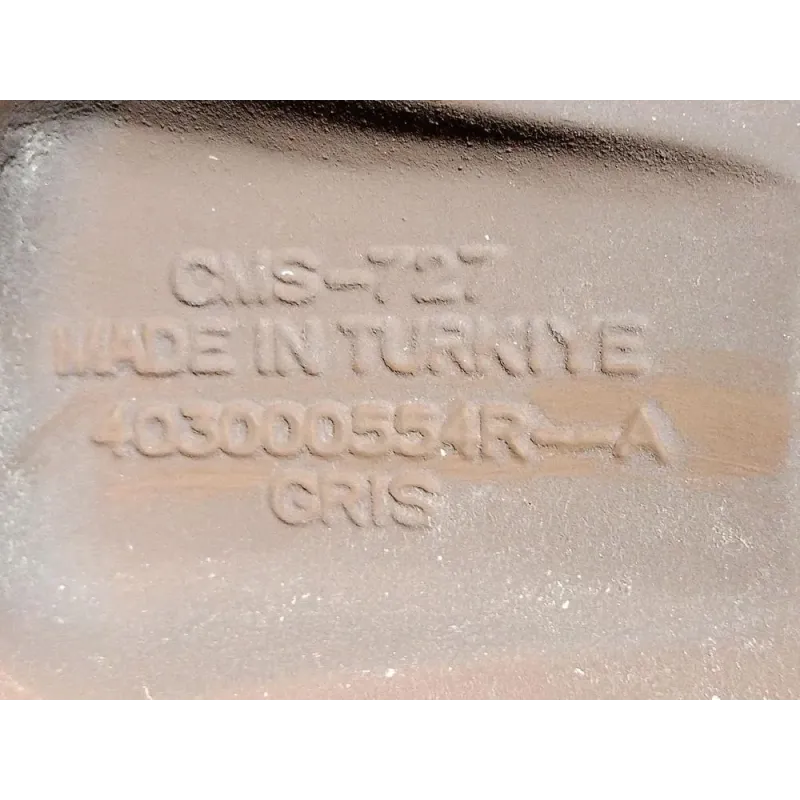 CMS-727
MADE IN TURKIYE
403000554R-A
GRIS